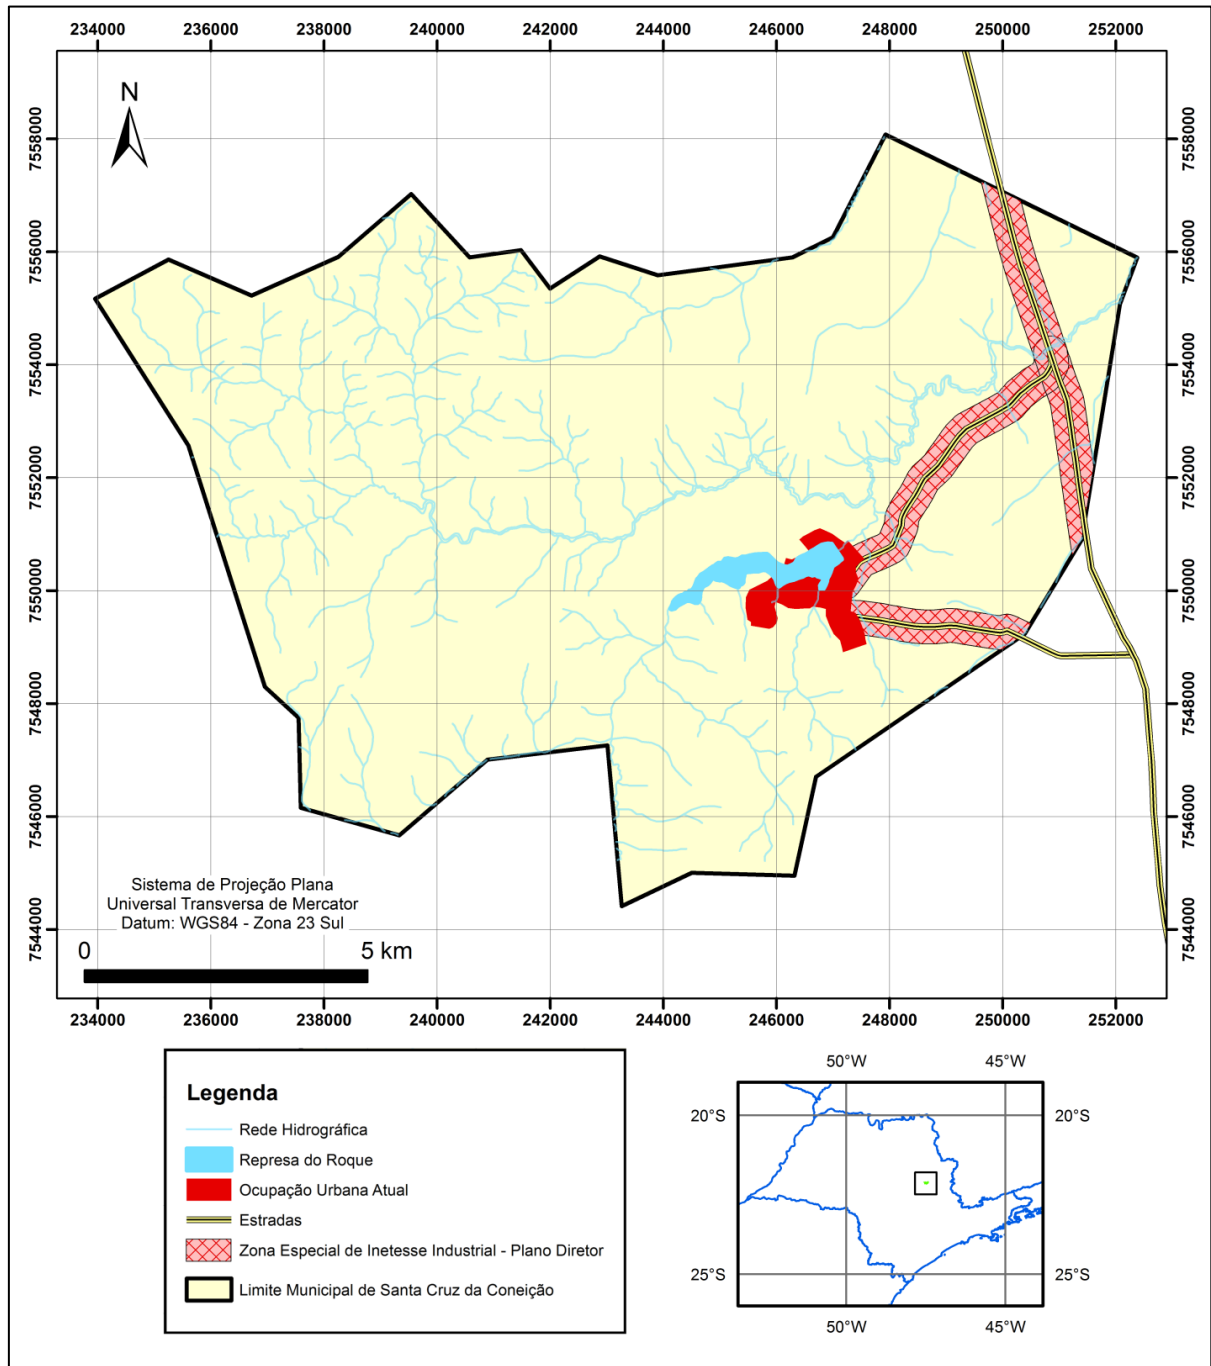 234000 236000 238000 240000 242000 244000 246000 248000 250000 252000
N
7558000 7558000
7556000 7556000
7554000 7554000
7552000 7552000
7550000 7550000
7548000 7548000
7546000 7546000
7544000 7544000
Sistema de Projeção Plana
Universal Transversa de Mercator
Datum: WGS84 - Zona 23 Sul
0 5 km
234000 236000 238000 240000 242000 244000 246000 248000 250000 252000
Legenda
Rede Hidrográfica
Represa do Roque
Ocupação Urbana Atual
Estradas
Zona Especial de Inetesse Industrial - Plano Diretor
Limite Municipal de Santa Cruz da Coneição
50°W 45°W
20°S 20°S
25°S 25°S
50°W 45°W